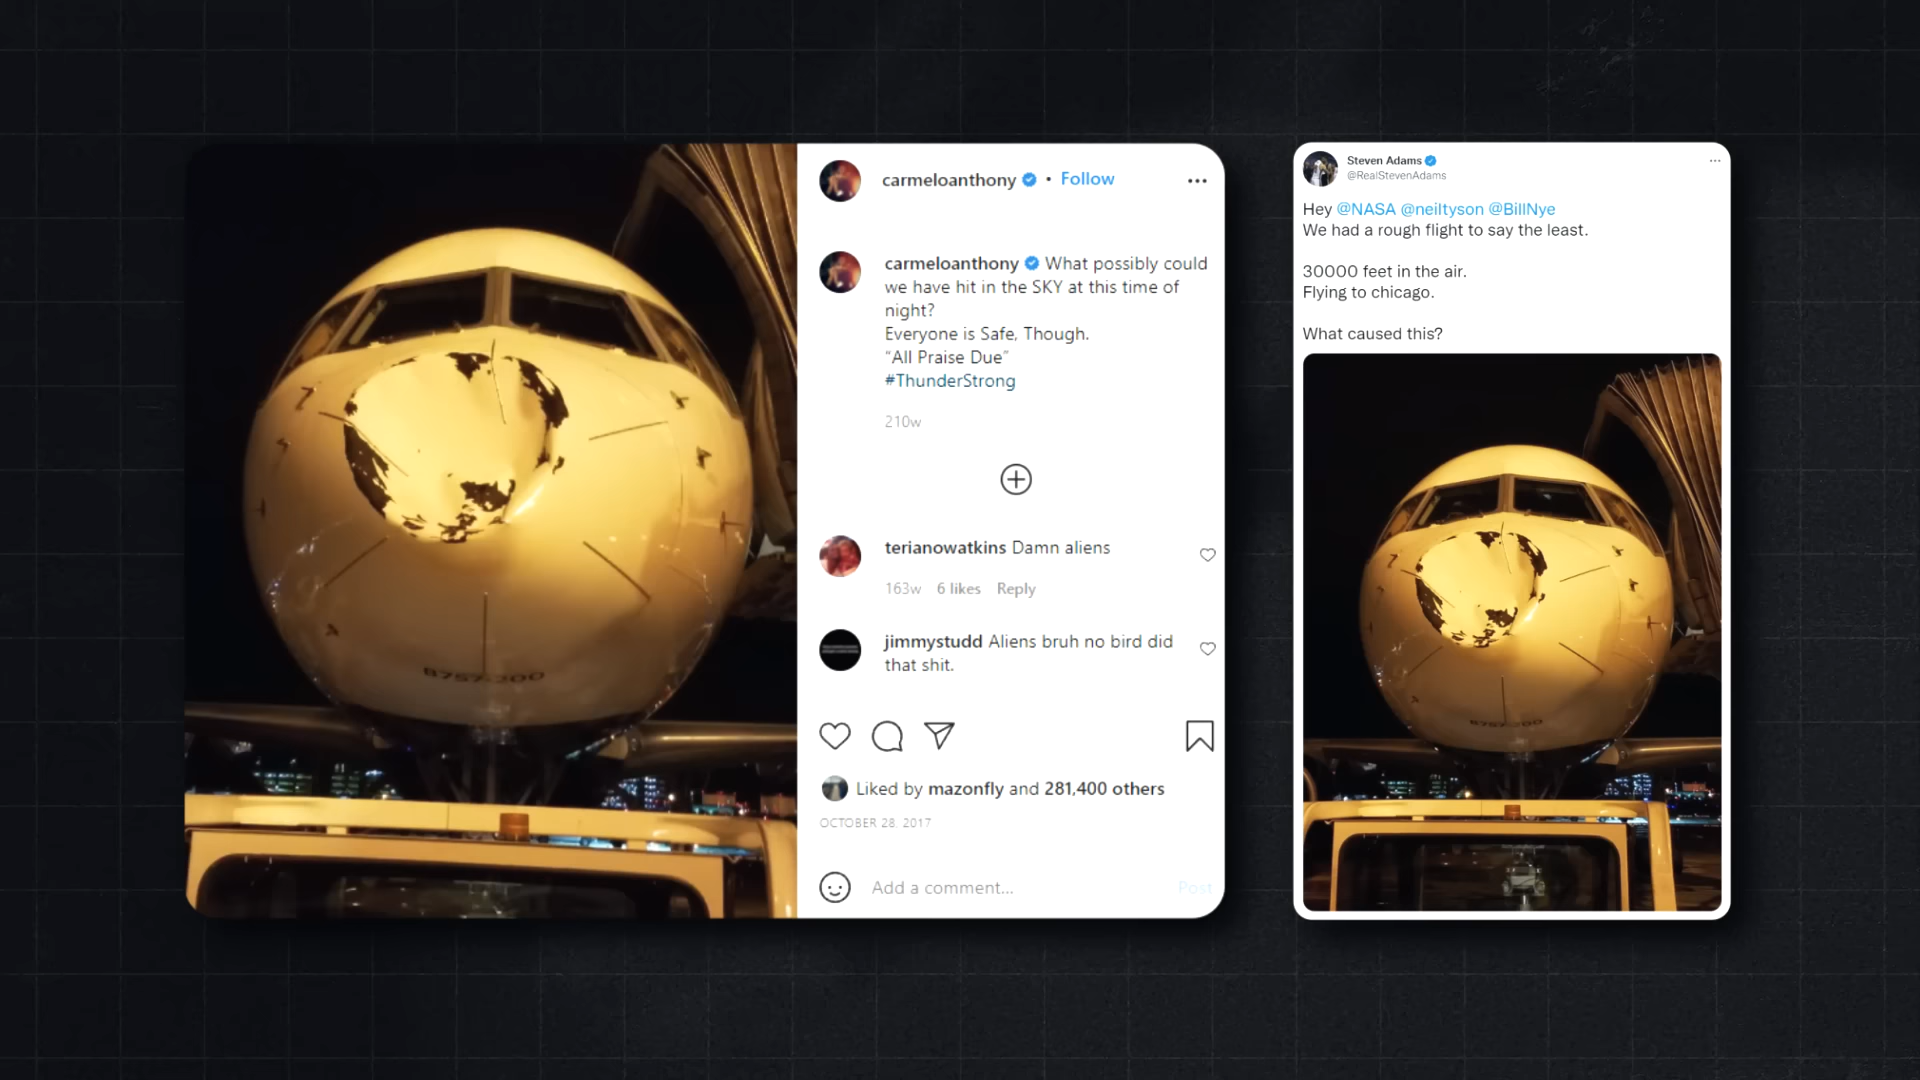 carmeloanthony • Follow
carmeloanthony What possibly could
we have hit in the SKY at this time of
night?
Everyone is Safe, Though.
“All Praise Due”
#ThunderStrong
210w
terianowatkins Damn aliens
163w 6 likes Reply
jimmystudd Aliens bruh no bird did
that shit.
Liked by mazonfly and 281,400 others
OCTOBER 28, 2017
Add a comment... Post
B757-200
Steven Adams
@RealStevenAdams
Hey @NASA @neiltyson @BillNye
We had a rough flight to say the least.
30000 feet in the air.
Flying to chicago.
What caused this?
B757-200